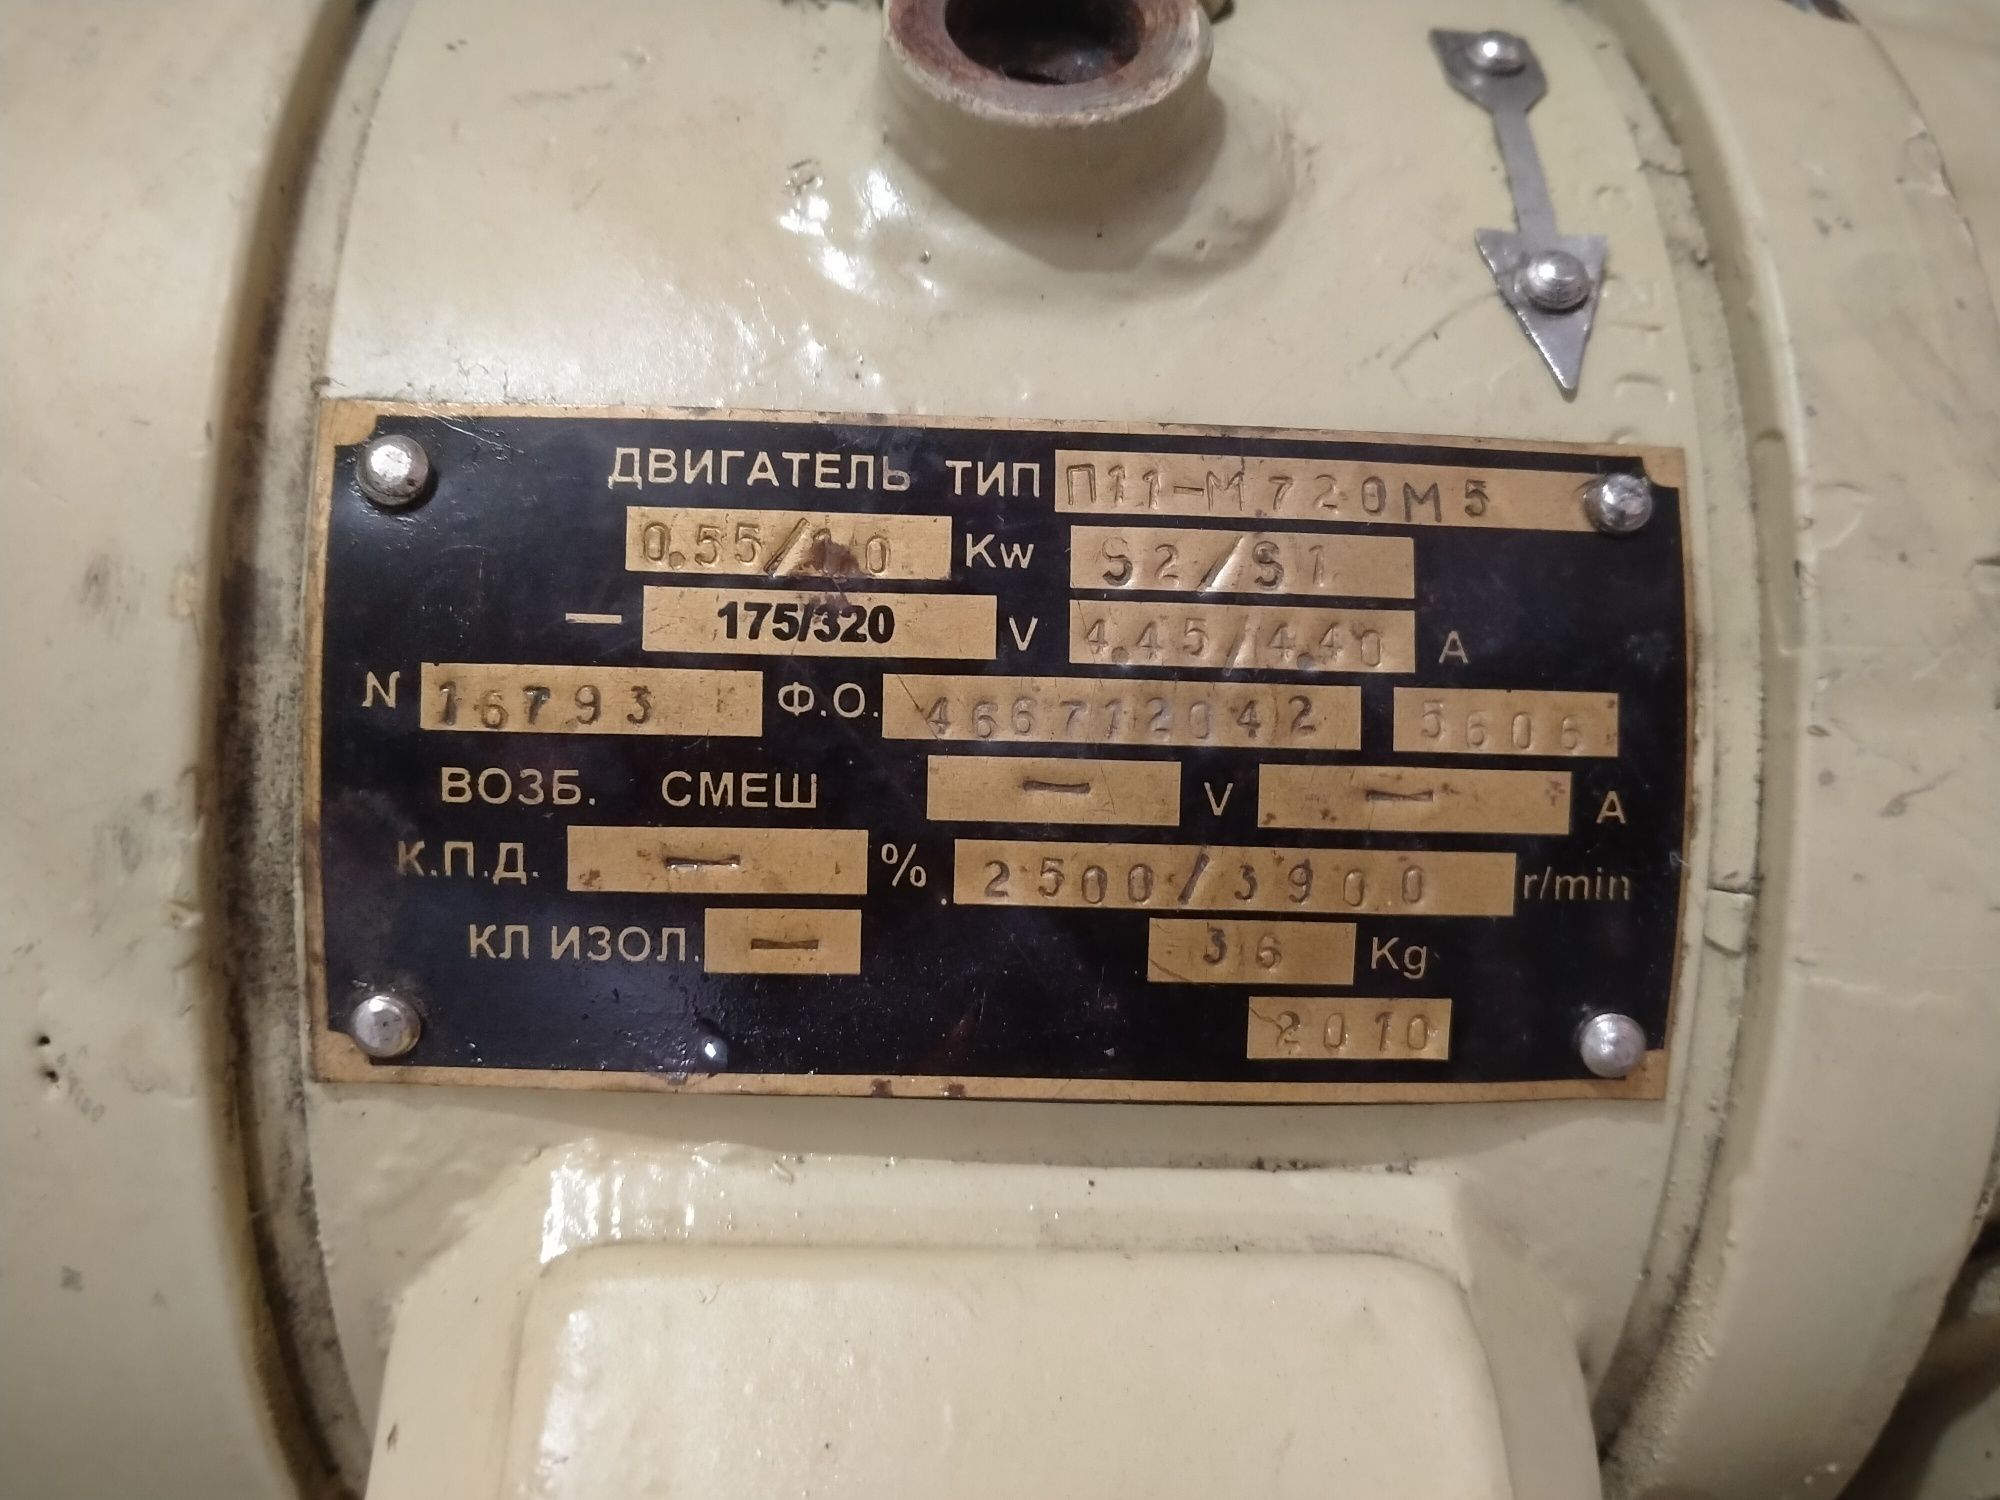 ДВИГАТЕЛЬ ТИП П11-М720М5
0.55/1.0 Kw S2/S1
— 175/320 V 4.45/4.40 A
N 16793 Ф.О. 466712042 5606
ВОЗБ. СМЕШ — V — A
К.П.Д. — % 2500/3900 r/min
КЛ ИЗОЛ. — 36 Kg
2010